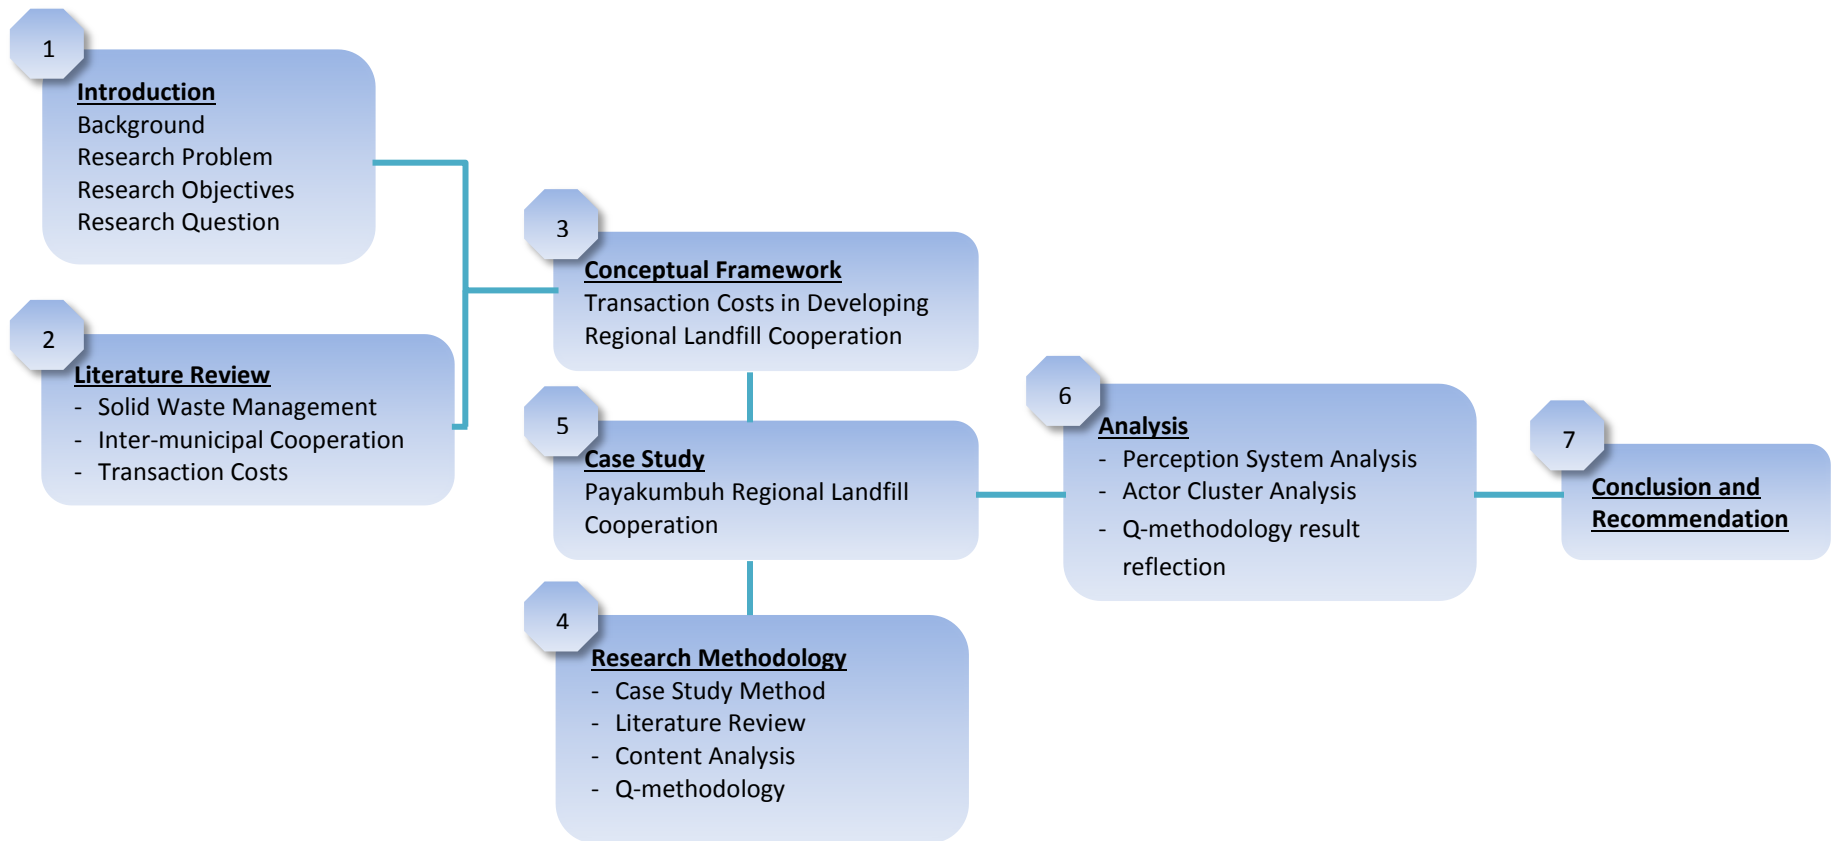 1
Introduction
Background
Research Problem
Research Objectives
Research Question
2
Literature Review
- Solid Waste Management
- Inter-municipal Cooperation
- Transaction Costs
3
Conceptual Framework
Transaction Costs in Developing
Regional Landfill Cooperation
5
Case Study
Payakumbuh Regional Landfill
Cooperation
4
Research Methodology
- Case Study Method
- Literature Review
- Content Analysis
- Q-methodology
6
Analysis
- Perception System Analysis
- Actor Cluster Analysis
- Q-methodology result
reflection
7
Conclusion and
Recommendation